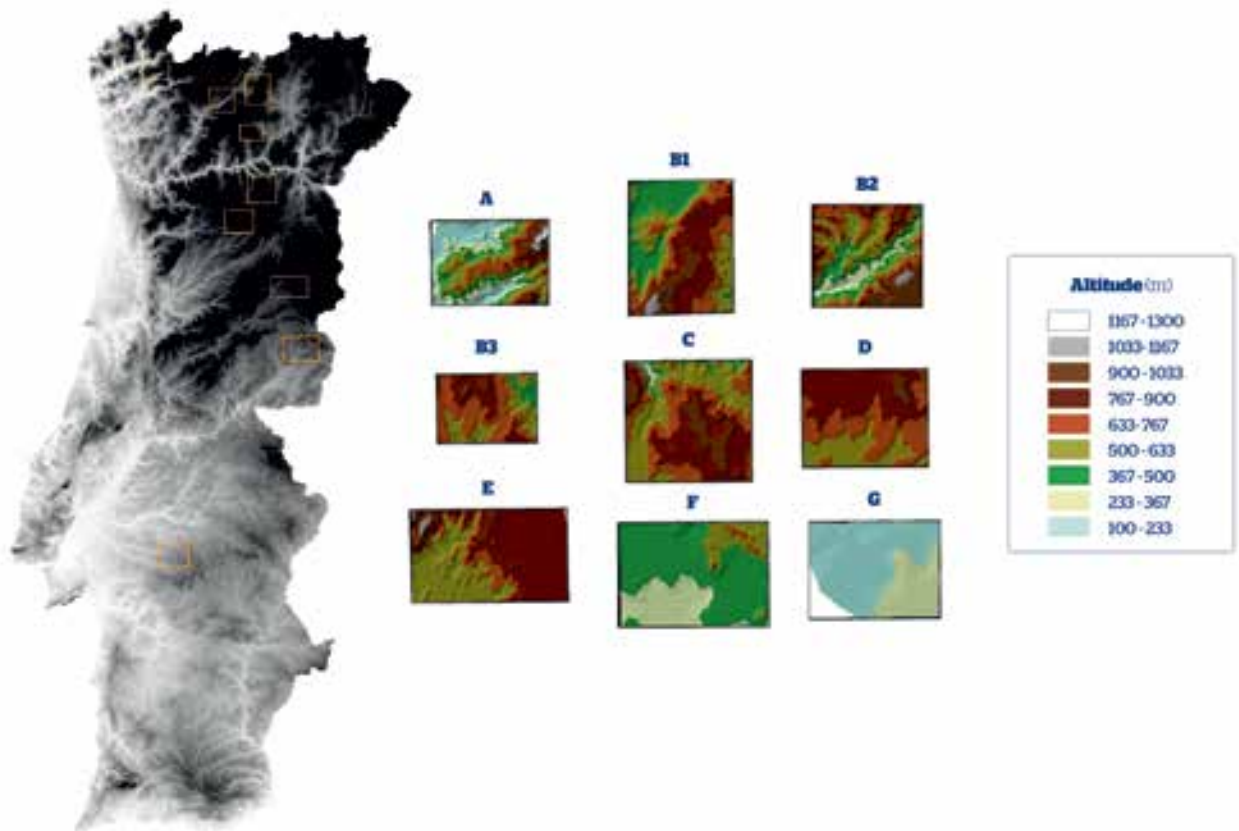 A
B1
B2
B3
C
D
E
F
G
Altitude (m)
1167-1300
1033-1167
900-1033
767-900
633-767
500-633
367-500
233-367
100-233